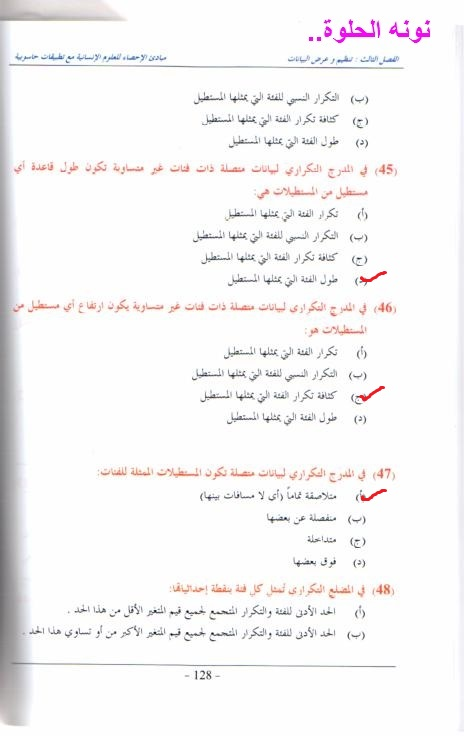 نونه الحلوة..
الفصل الثالث : تنظيم و عرض البيانات
مبادئ الإحصاء للعلوم الإنسانية مع تطبيقات حاسوبية
(ب) التكرار النسبي للفئة التي يمثلها المستطيل
(ج) كثافة تكرار الفئة التي يمثلها المستطيل
(د) طول الفئة التي يمثلها المستطيل
(45) في المدرج التكراري لبيانات متصلة ذات فئات غير متساوية تكون طول قاعدة أي
مستطيل من المستطيلات هي:
(أ) تكرار الفئة التي يمثلها المستطيل
(ب) التكرار النسبي للفئة التي يمثلها المستطيل
(ج) كثافة تكرار الفئة التي يمثلها المستطيل
(د) طول الفئة التي يمثلها المستطيل
(46) في المدرج التكراري لبيانات متصلة ذات فئات غير متساوية يكون ارتفاع أي مستطيل من
المستطيلات هو:
(أ) تكرار الفئة التي يمثلها المستطيل
(ب) التكرار النسبي للفئة التي يمثلها المستطيل
(ج) كثافة تكرار الفئة التي يمثلها المستطيل
(د) طول الفئة التي يمثلها المستطيل
(47) في المدرج التكراري لبيانات متصلة تكون المستطيلات الممثلة للفئات:
(أ) متلاصقة تماماً (أي لا مسافات بينها)
(ب) منفصلة عن بعضها
(ج) متداخلة
(د) فوق بعضها
(48) في المضلع التكراري تُمثل كل فئة بنقطة إحداثياتها:
(أ) الحد الأدنى للفئة والتكرار المتجمع لجميع قيم المتغير الأقل من هذا الحد .
(ب) الحد الأدنى للفئة والتكرار المتجمع لجميع قيم المتغير الأكبر من أو تساوي هذا الحد .
- 128 -